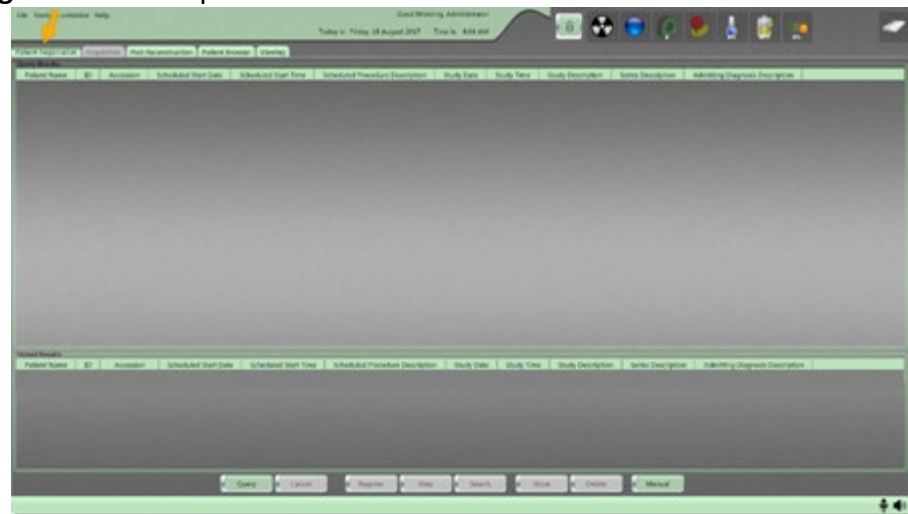 File Tools Help
Good Morning, Administrator
Today is: Friday, 18 August 2017 Time is: 8:04 AM
Patient Registration Acquisition Post Reconstruction Patient Browser Viewing
Query Results
Patient Name ID Accession Scheduled Start Date Scheduled Start Time Scheduled Procedure Description Study Date Study Time Study Description Series Description Admitting Diagnosis Description
Stored Results
Patient Name ID Accession Scheduled Start Date Scheduled Start Time Scheduled Procedure Description Study Date Study Time Study Description Series Description Admitting Diagnosis Description
Query Cancel Register View Search Store Delete Manual